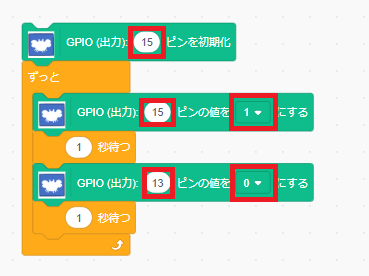 GPIO (出力): 15 ピンを初期化
ずっと
GPIO (出力): 15 ピンの値を 1 にする
1 秒待つ
GPIO (出力): 13 ピンの値を 0 にする
1 秒待つ